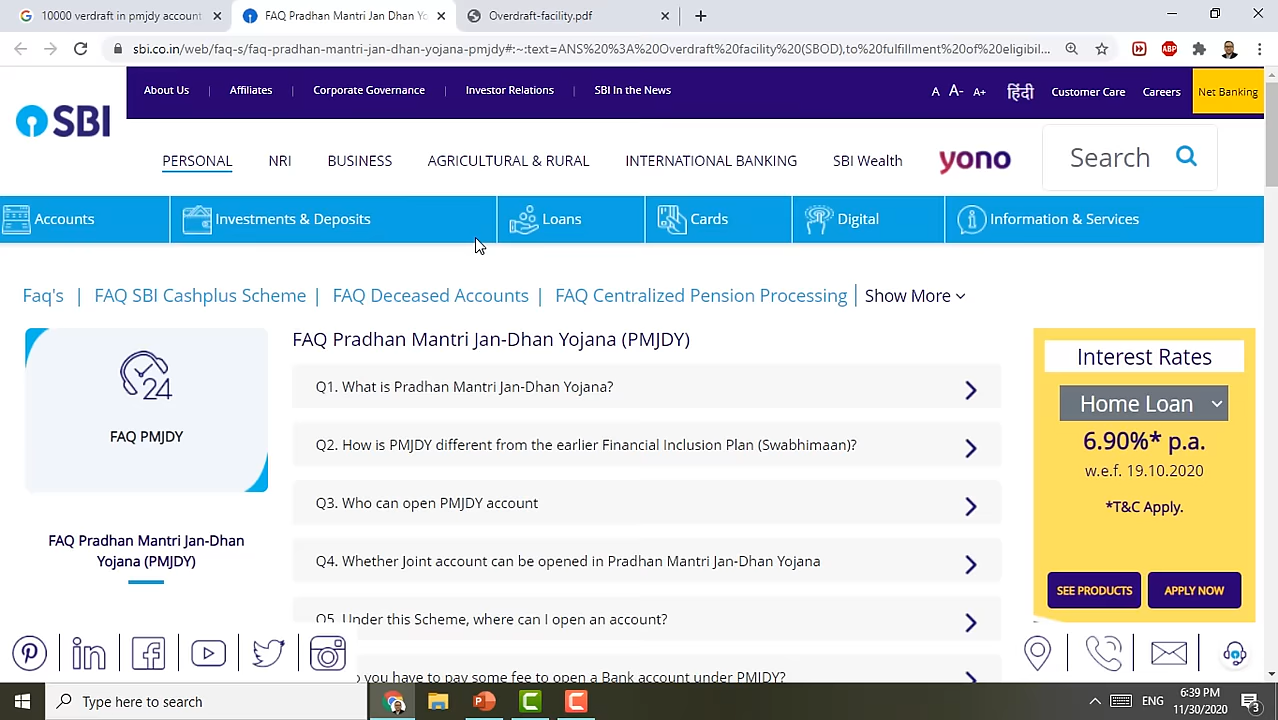 10000 verdraft in pmjdy account
FAQ Pradhan Mantri Jan Dhan Yo
Overdraft-facility.pdf
sbi.co.in/web/faq-s/faq-pradhan-mantri-jan-dhan-yojana-pmjdy#:~:text=ANS%20%3A%20Overdraft%20facility%20(SBOD),to%20fulfillment%20of%20eligibil...
ABP
SBI
About Us | Affiliates | Corporate Governance | Investor Relations | SBI In the News
A A- A+ हिंदी Customer Care Careers Net Banking
PERSONAL NRI BUSINESS AGRICULTURAL & RURAL INTERNATIONAL BANKING SBI Wealth yono Search
Accounts Investments & Deposits Loans Cards Digital Information & Services
Faq's | FAQ SBI Cashplus Scheme | FAQ Deceased Accounts | FAQ Centralized Pension Processing | Show More
24
FAQ PMJDY
FAQ Pradhan Mantri Jan-Dhan
Yojana (PMJDY)
FAQ Pradhan Mantri Jan-Dhan Yojana (PMJDY)
Q1. What is Pradhan Mantri Jan-Dhan Yojana?
Q2. How is PMJDY different from the earlier Financial Inclusion Plan (Swabhimaan)?
Q3. Who can open PMJDY account
Q4. Whether Joint account can be opened in Pradhan Mantri Jan-Dhan Yojana
Q5. Under this Scheme, where can I open an account?
o you have to pay some fee to open a Bank account under PMJDY?
Interest Rates
Home Loan
6.90%* p.a.
w.e.f. 19.10.2020
*T&C Apply.
SEE PRODUCTS APPLY NOW
Type here to search
ENG
6:39 PM
11/30/2020
3